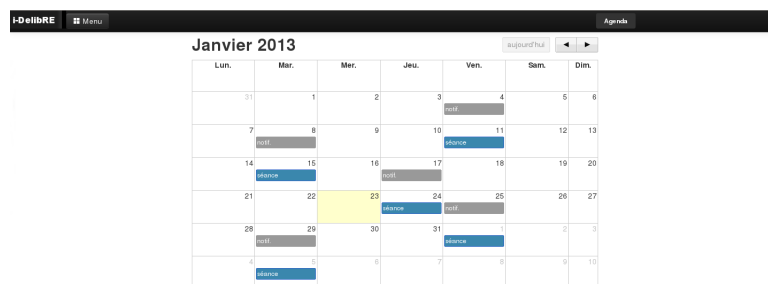 i-DelibRE Menu Agenda
Janvier 2013 aujourd'hui
Lun. Mar. Mer. Jeu. Ven. Sam. Dim.
31 1 2 3 4 5 6
notif.
7 8 9 10 11 12 13
notif. séance
14 15 16 17 18 19 20
séance notif.
21 22 23 24 25 26 27
séance notif.
28 29 30 31 1 2 3
notif. séance
4 5 6 7 8 9 10
séance